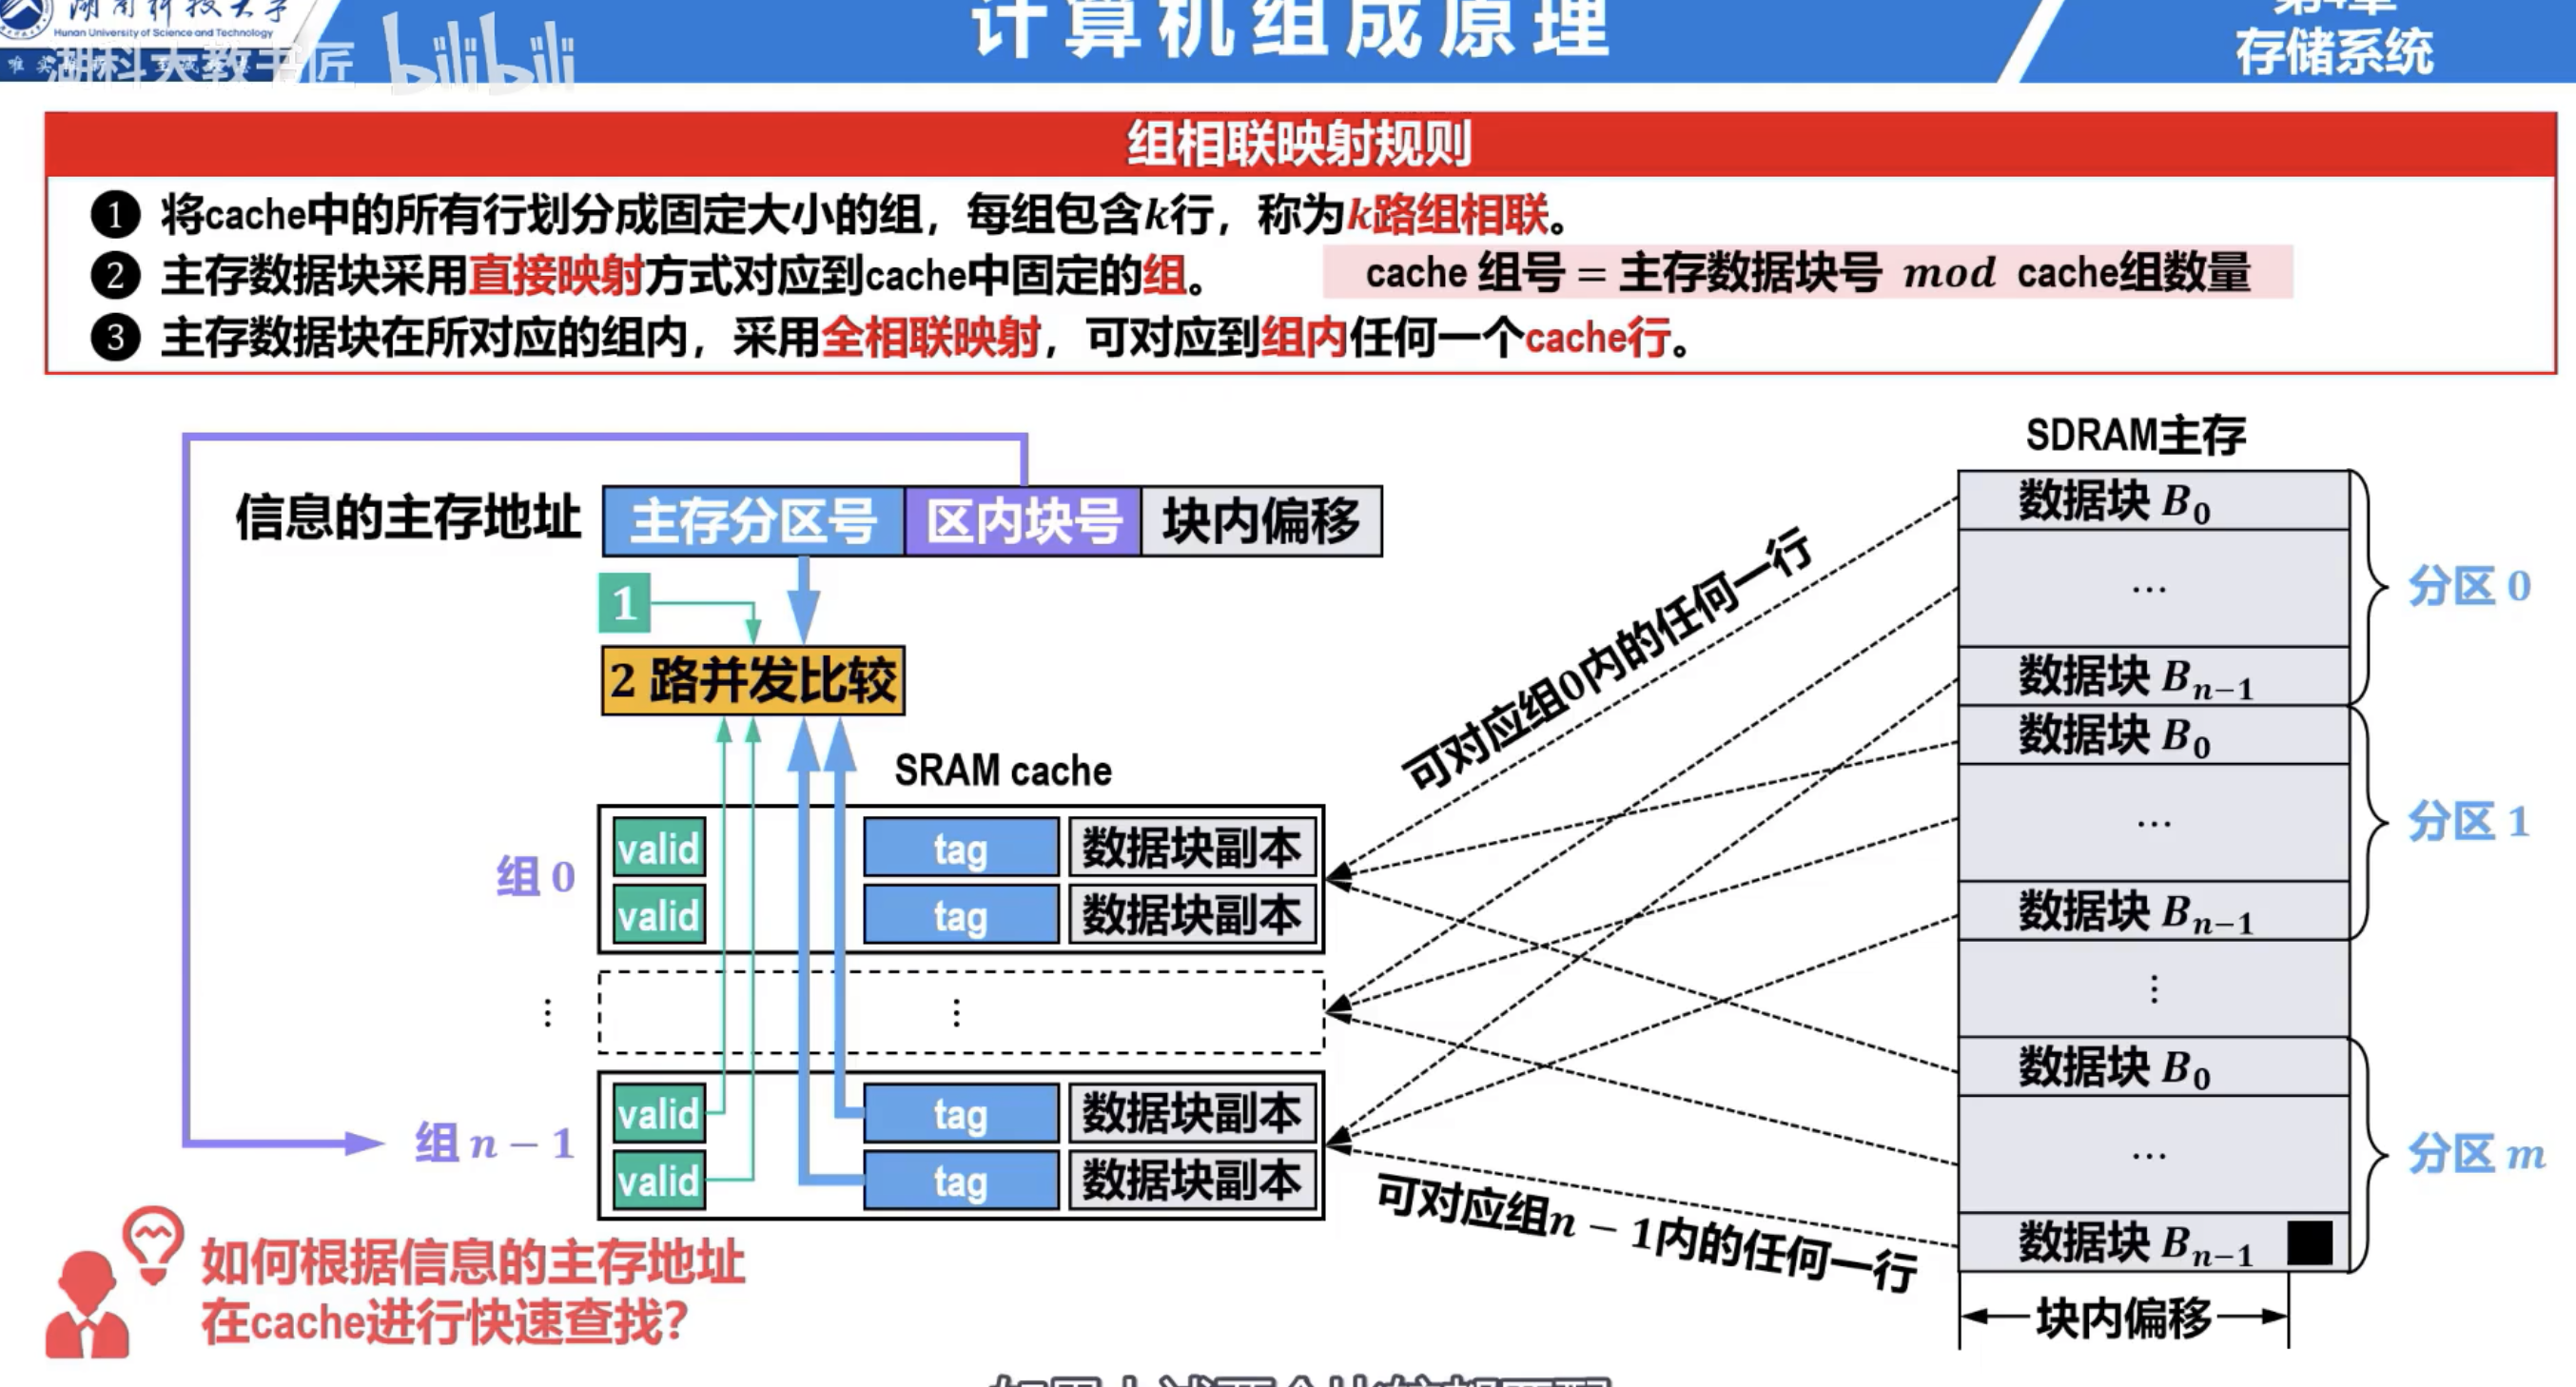 湖南科技大学
Hunan University of Science and Technology
湖科大教书匠
bilibili
计算机组成原理
第4章
存储系统
组相联映射规则
1 将cache中的所有行划分成固定大小的组，每组包含k行，称为k路组相联。
2 主存数据块采用直接映射方式对应到cache中固定的组。 cache 组号 = 主存数据块号 mod cache组数量
3 主存数据块在所对应的组内，采用全相联映射，可对应到组内任何一个cache行。
信息的主存地址 主存分区号 区内块号 块内偏移
1
2 路并发比较
SRAM cache
组 0
valid tag 数据块副本
valid tag 数据块副本
⋮ ⋮
组 n − 1
valid tag 数据块副本
valid tag 数据块副本
可对应组0内的任何一行
可对应组n − 1内的任何一行
SDRAM主存
数据块 B0
…
数据块 Bn−1
分区 0
数据块 B0
…
数据块 Bn−1
分区 1
⋮
数据块 B0
…
数据块 Bn−1
分区 m
块内偏移
如何根据信息的主存地址
在cache进行快速查找？